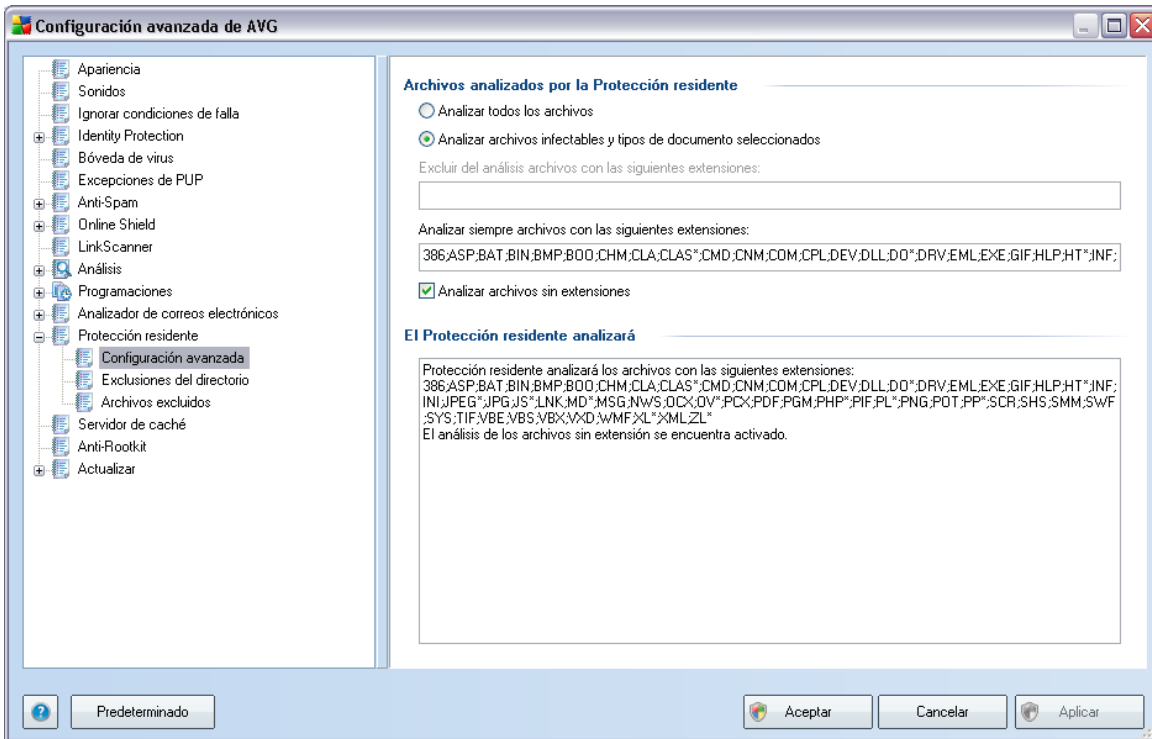 Configuración avanzada de AVG
Apariencia
Sonidos
Ignorar condiciones de falla
Identity Protection
Bóveda de virus
Excepciones de PUP
Anti-Spam
Online Shield
LinkScanner
Análisis
Programaciones
Analizador de correos electrónicos
Protección residente
Configuración avanzada
Exclusiones del directorio
Archivos excluidos
Servidor de caché
Anti-Rootkit
Actualizar
Archivos analizados por la Protección residente
Analizar todos los archivos
Analizar archivos infectables y tipos de documento seleccionados
Excluir del análisis archivos con las siguientes extensiones:
Analizar siempre archivos con las siguientes extensiones:
386;ASP;BAT;BIN;BMP;BOO;CHM;CLA;CLAS*;CMD;CNM;COM;CPL;DEV;DLL;DO*;DRV;EML;EXE;GIF;HLP;HT*;INF;
Analizar archivos sin extensiones
El Protección residente analizará
Protección residente analizará los archivos con las siguientes extensiones:
386;ASP;BAT;BIN;BMP;BOO;CHM;CLA;CLAS*;CMD;CNM;COM;CPL;DEV;DLL;DO*;DRV;EML;EXE;GIF;HLP;HT*;INF;
INI;JPEG*;JPG;JS*;LNK;MD*;MSG;NWS;OCX;OV*;PCX;PDF;PGM;PHP*;PIF;PL*;PNG;POT;PP*;SCR;SHS;SMM;SWF
;SYS;TIF;VBE;VBS;VBX;VXD;WMF;XL*;XML;ZL*
El análisis de los archivos sin extensión se encuentra activado.
Predeterminado
Aceptar
Cancelar
Aplicar